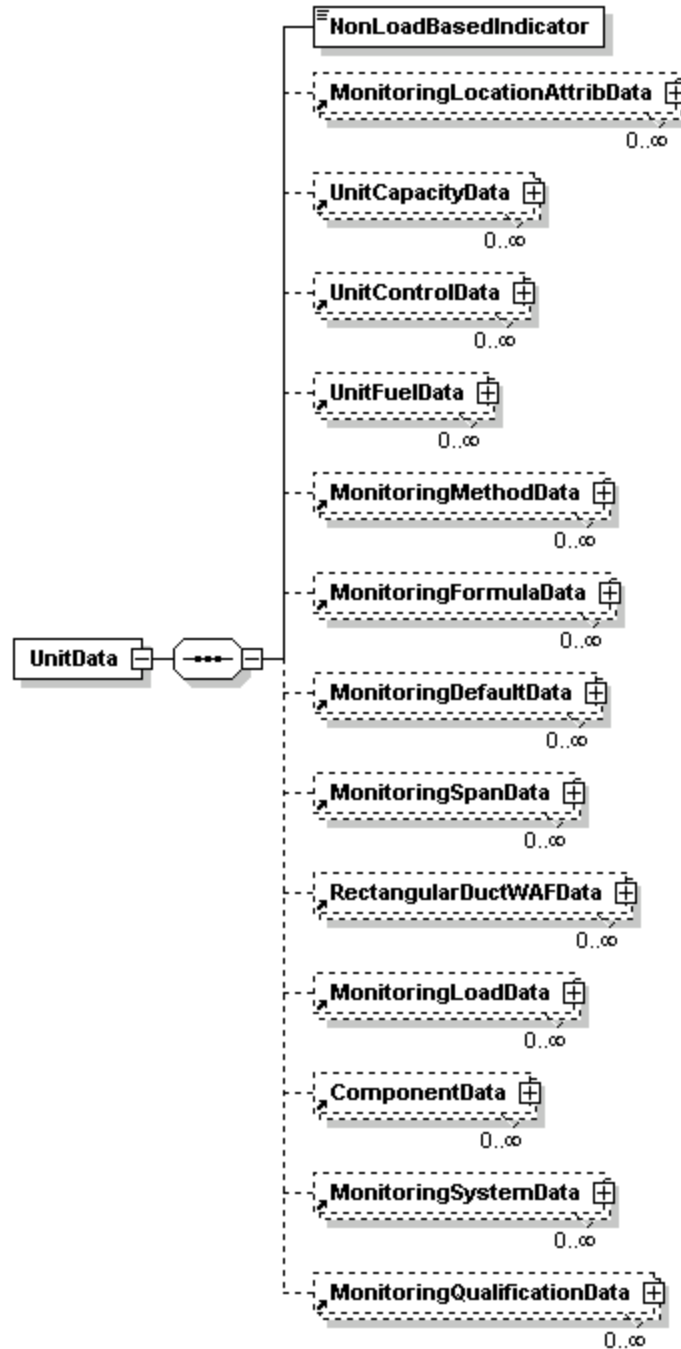 NonLoadBasedIndicator
MonitoringLocationAttribData
0..∞
UnitCapacityData
0..∞
UnitControlData
0..∞
UnitFuelData
0..∞
MonitoringMethodData
0..∞
MonitoringFormulaData
0..∞
UnitData
MonitoringDefaultData
0..∞
MonitoringSpanData
0..∞
RectangularDuctWAFData
0..∞
MonitoringLoadData
0..∞
ComponentData
0..∞
MonitoringSystemData
0..∞
MonitoringQualificationData
0..∞